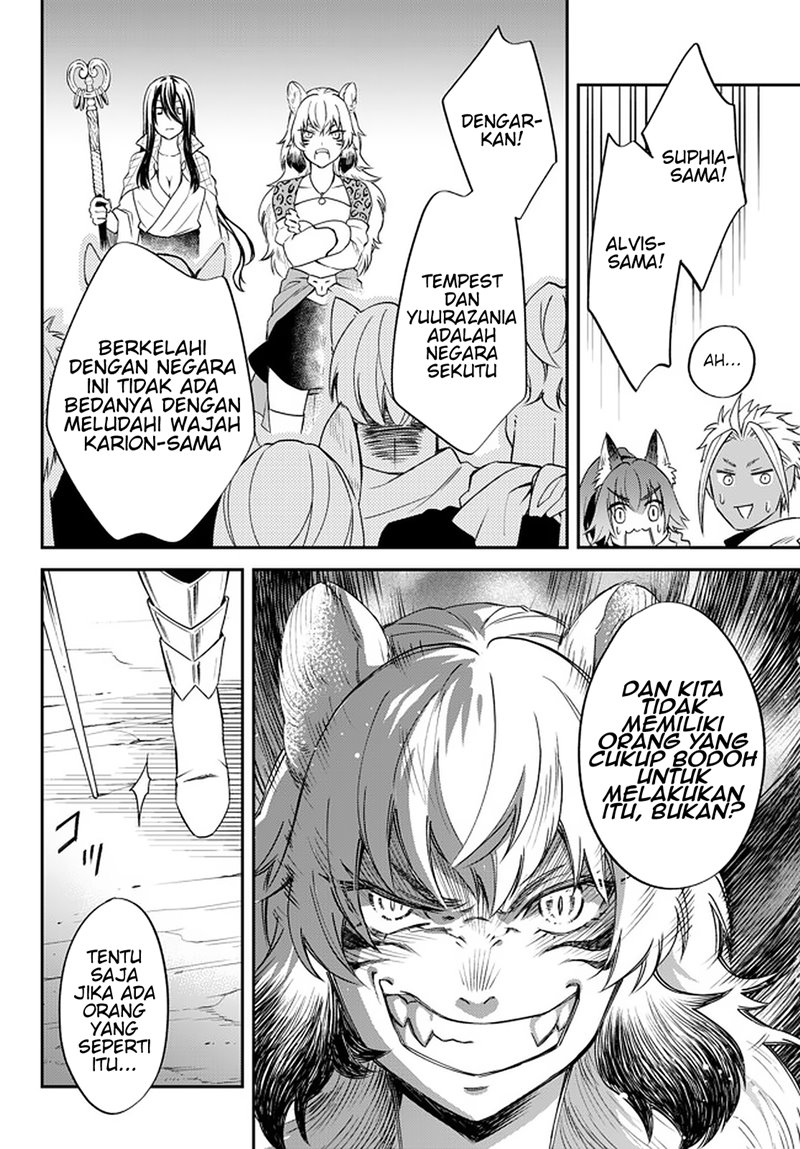 SUPHIA-
SAMA!
ALVIS-
SAMA!
AH...
DENGAR-
KAN!
TEMPEST
DAN
YUURAZANIA
ADALAH
NEGARA
SEKUTU
BERKELAHI
DENGAN NEGARA
INI TIDAK ADA
BEDANYA DENGAN
MELUDAHI WAJAH
KARION-SAMA
DAN KITA
TIDAK
MEMILIKI
ORANG YANG
CUKUP BODOH
UNTUK
MELAKUKAN
ITU, BUKAN?
コツ
TENTU
SAJA
JIKA ADA
ORANG
YANG
SEPERTI
ITU...